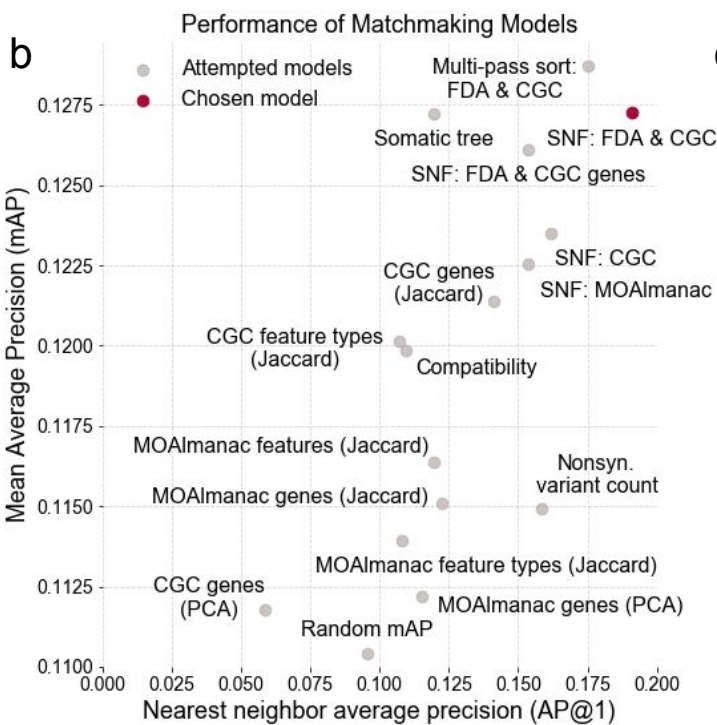 b
Performance of Matchmaking Models
Attempted models
Chosen model
Multi-pass sort:
FDA & CGC
Somatic tree
SNF: FDA & CGC
SNF: FDA & CGC genes
SNF: CGC
SNF: MOAlmanac
CGC genes
(Jaccard)
CGC feature types
(Jaccard)
Compatibility
MOAlmanac features (Jaccard)
Nonsyn.
variant count
MOAlmanac genes (Jaccard)
MOAlmanac feature types (Jaccard)
CGC genes
(PCA)
MOAlmanac genes (PCA)
Random mAP
Mean Average Precision (mAP)
0.1275
0.1250
0.1225
0.1200
0.1175
0.1150
0.1125
0.1100
0.000 0.025 0.050 0.075 0.100 0.125 0.150 0.175 0.200
Nearest neighbor average precision (AP@1)